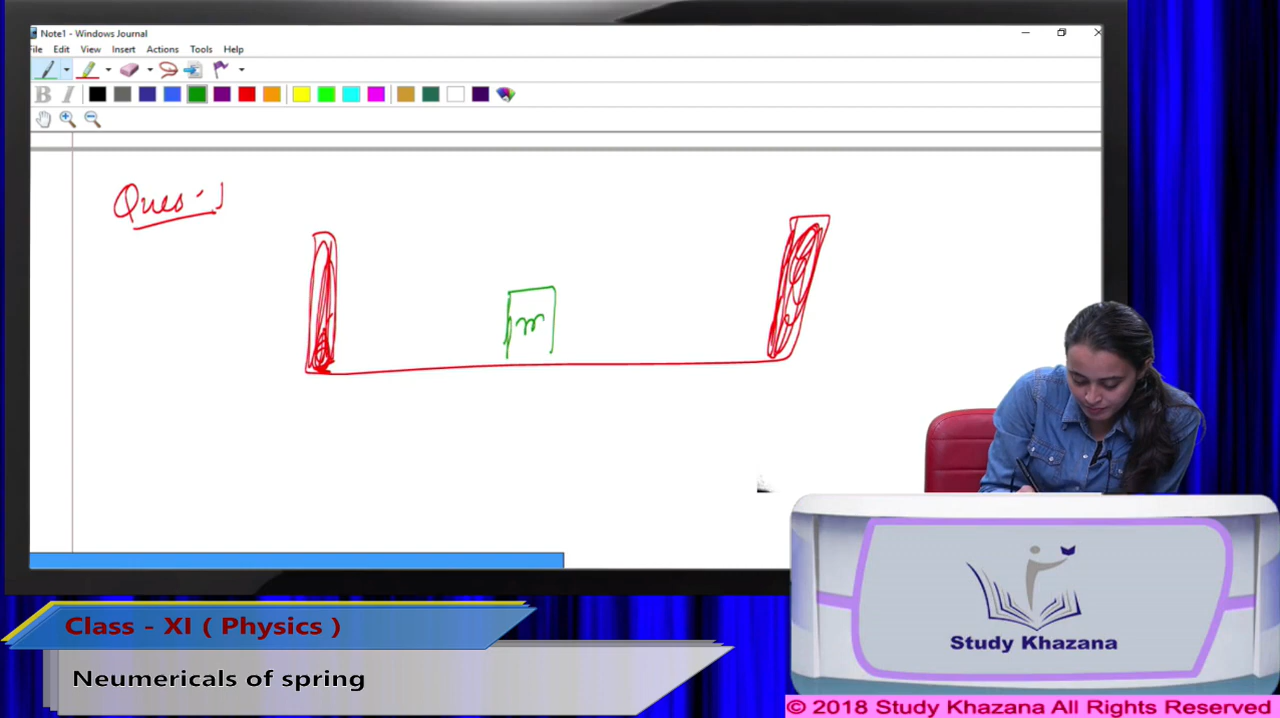 Note1 - Windows Journal
File Edit View Insert Actions Tools Help
B I
Ques-1
m
Study Khazana
Class - XI ( Physics )
Neumericals of spring
© 2018 Study Khazana All Rights Reserved